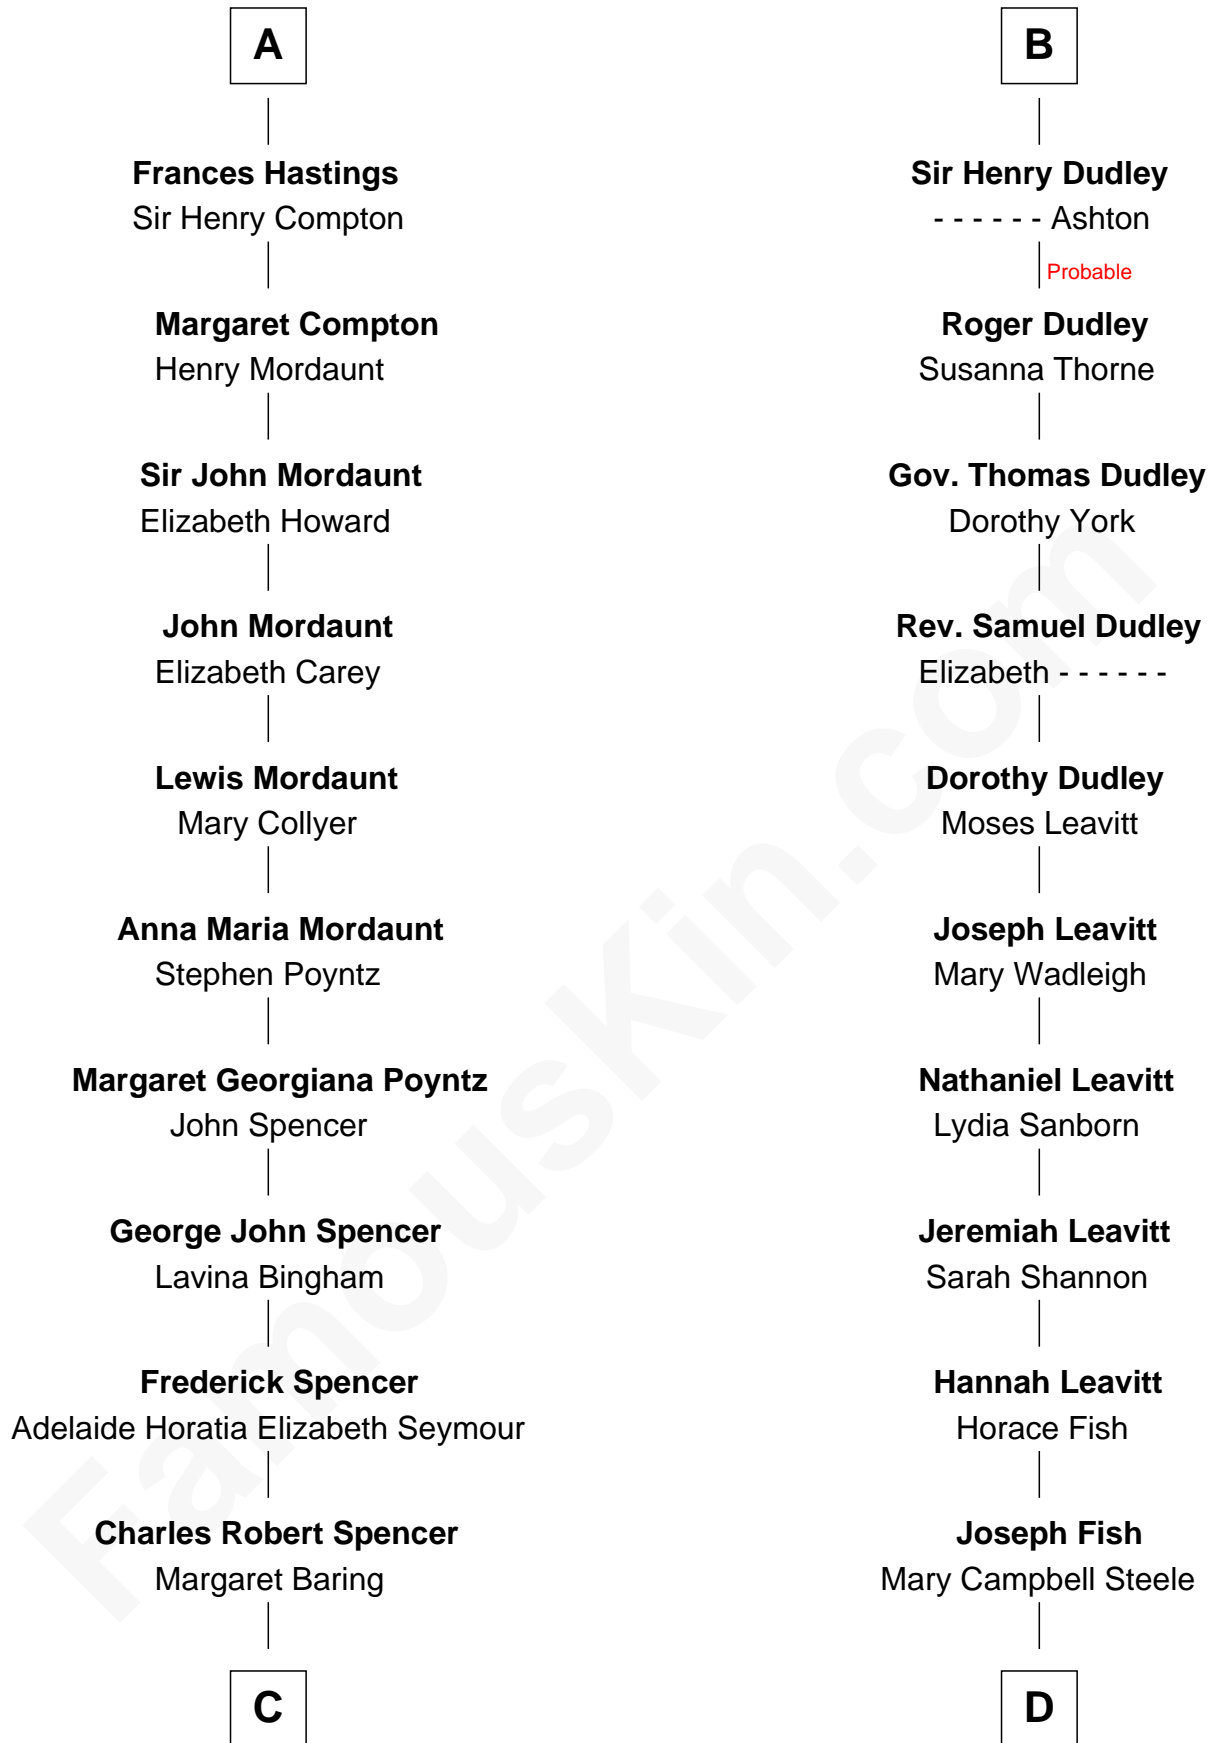 A
Frances Hastings
Sir Henry Compton
Margaret Compton
Henry Mordaunt
Sir John Mordaunt
Elizabeth Howard
John Mordaunt
Elizabeth Carey
Lewis Mordaunt
Mary Collyer
Anna Maria Mordaunt
Stephen Poyntz
Margaret Georgiana Poyntz
John Spencer
George John Spencer
Lavina Bingham
Frederick Spencer
Adelaide Horatia Elizabeth Seymour
Charles Robert Spencer
Margaret Baring
C
B
Sir Henry Dudley
- - - - - - Ashton
Probable
Roger Dudley
Susanna Thorne
Gov. Thomas Dudley
Dorothy York
Rev. Samuel Dudley
Elizabeth - - - - - -
Dorothy Dudley
Moses Leavitt
Joseph Leavitt
Mary Wadleigh
Nathaniel Leavitt
Lydia Sanborn
Jeremiah Leavitt
Sarah Shannon
Hannah Leavitt
Horace Fish
Joseph Fish
Mary Campbell Steele
D
FamousKin.com